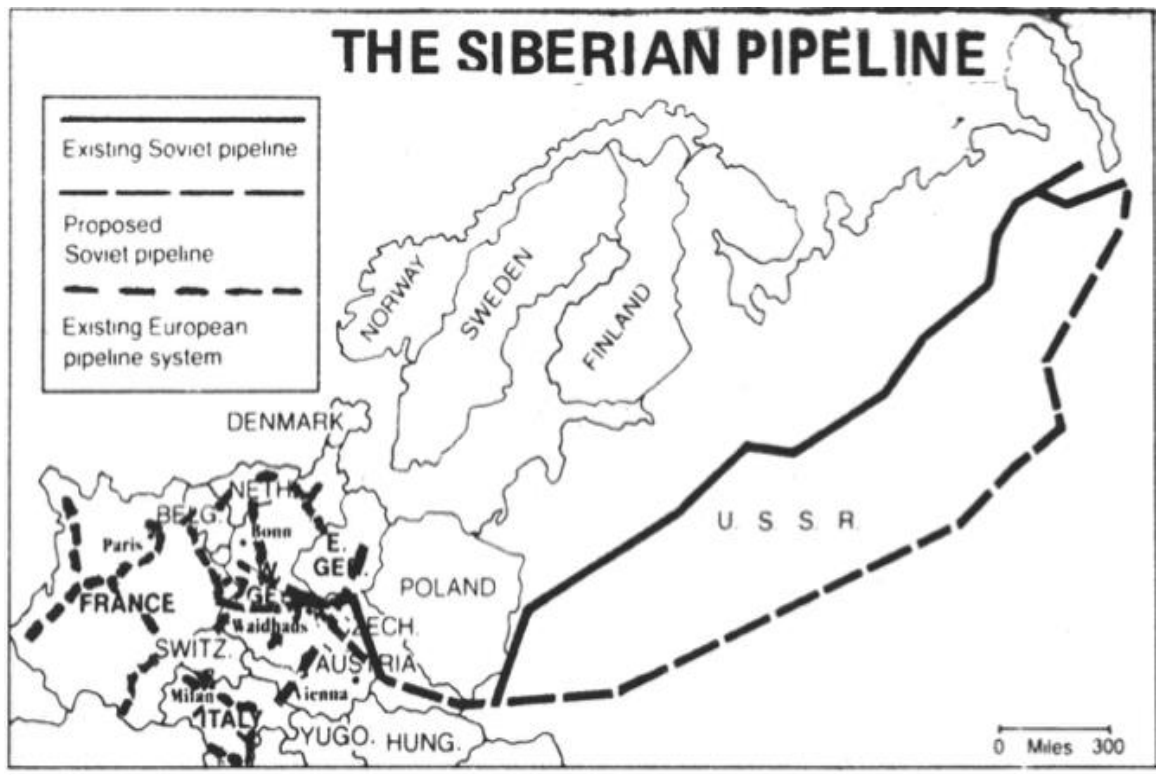 THE SIBERIAN PIPELINE
Existing Soviet pipeline
Proposed
Soviet pipeline
Existing European
pipeline system
NORWAY
SWEDEN
FINLAND
DENMARK
NETH.
BELG.
Bonn
Paris
E.
GER.
W.
GER.
POLAND
U. S. S. R.
FRANCE
Waidhaus
CZECH.
SWITZ.
AUSTRIA
Milan
Vienna
ITALY
YUGO.
HUNG.
0 Miles 300